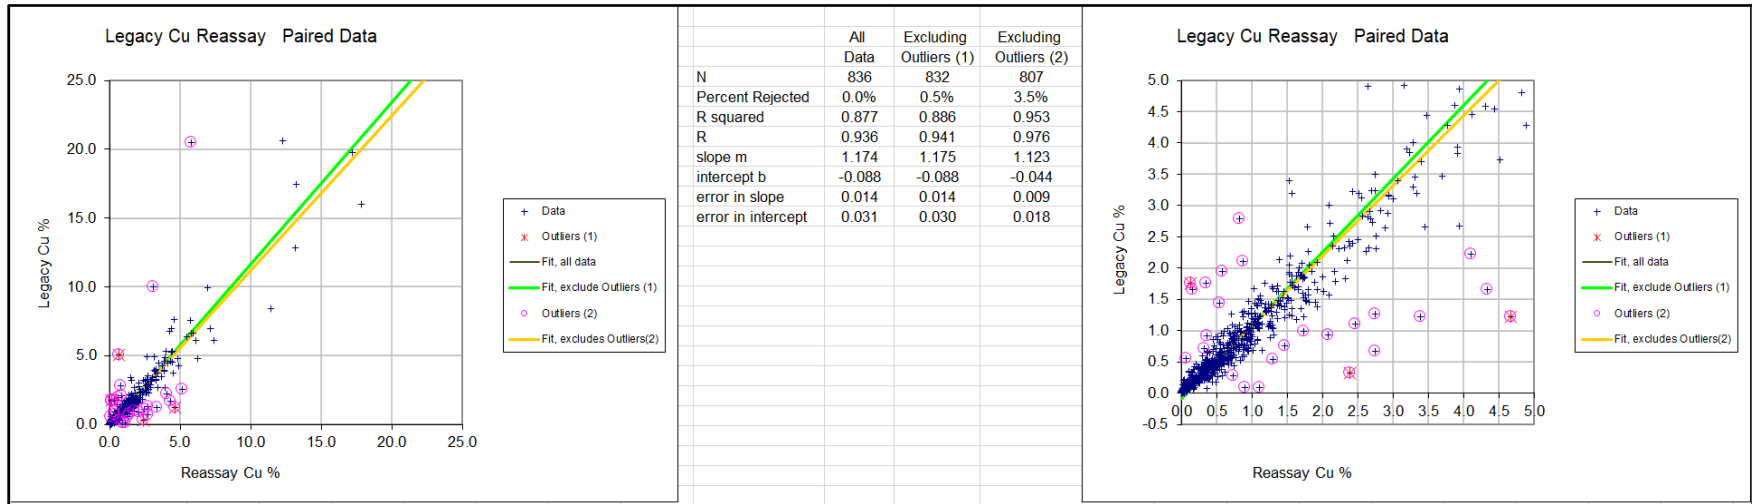 Legacy Cu Reassay Paired Data
25.0
20.0
15.0
10.0
5.0
0.0
Legacy Cu %
0.0 5.0 10.0 15.0 20.0 25.0
Reassay Cu %
Data
Outliers (1)
Fit, all data
Fit, exclude Outliers (1)
Outliers (2)
Fit, excludes Outliers(2)
All Excluding Excluding
Data Outliers (1) Outliers (2)
N 836 832 807
Percent Rejected 0.0% 0.5% 3.5%
R squared 0.877 0.886 0.953
R 0.936 0.941 0.976
slope m 1.174 1.175 1.123
intercept b -0.088 -0.088 -0.044
error in slope 0.014 0.014 0.009
error in intercept 0.031 0.030 0.018
Legacy Cu Reassay Paired Data
5.0
4.5
4.0
3.5
3.0
2.5
2.0
1.5
1.0
0.5
0.0
-0.5
Legacy Cu %
0.0 0.5 1.0 1.5 2.0 2.5 3.0 3.5 4.0 4.5 5.0
Reassay Cu %
Data
Outliers (1)
Fit, all data
Fit, exclude Outliers (1)
Outliers (2)
Fit, excludes Outliers(2)